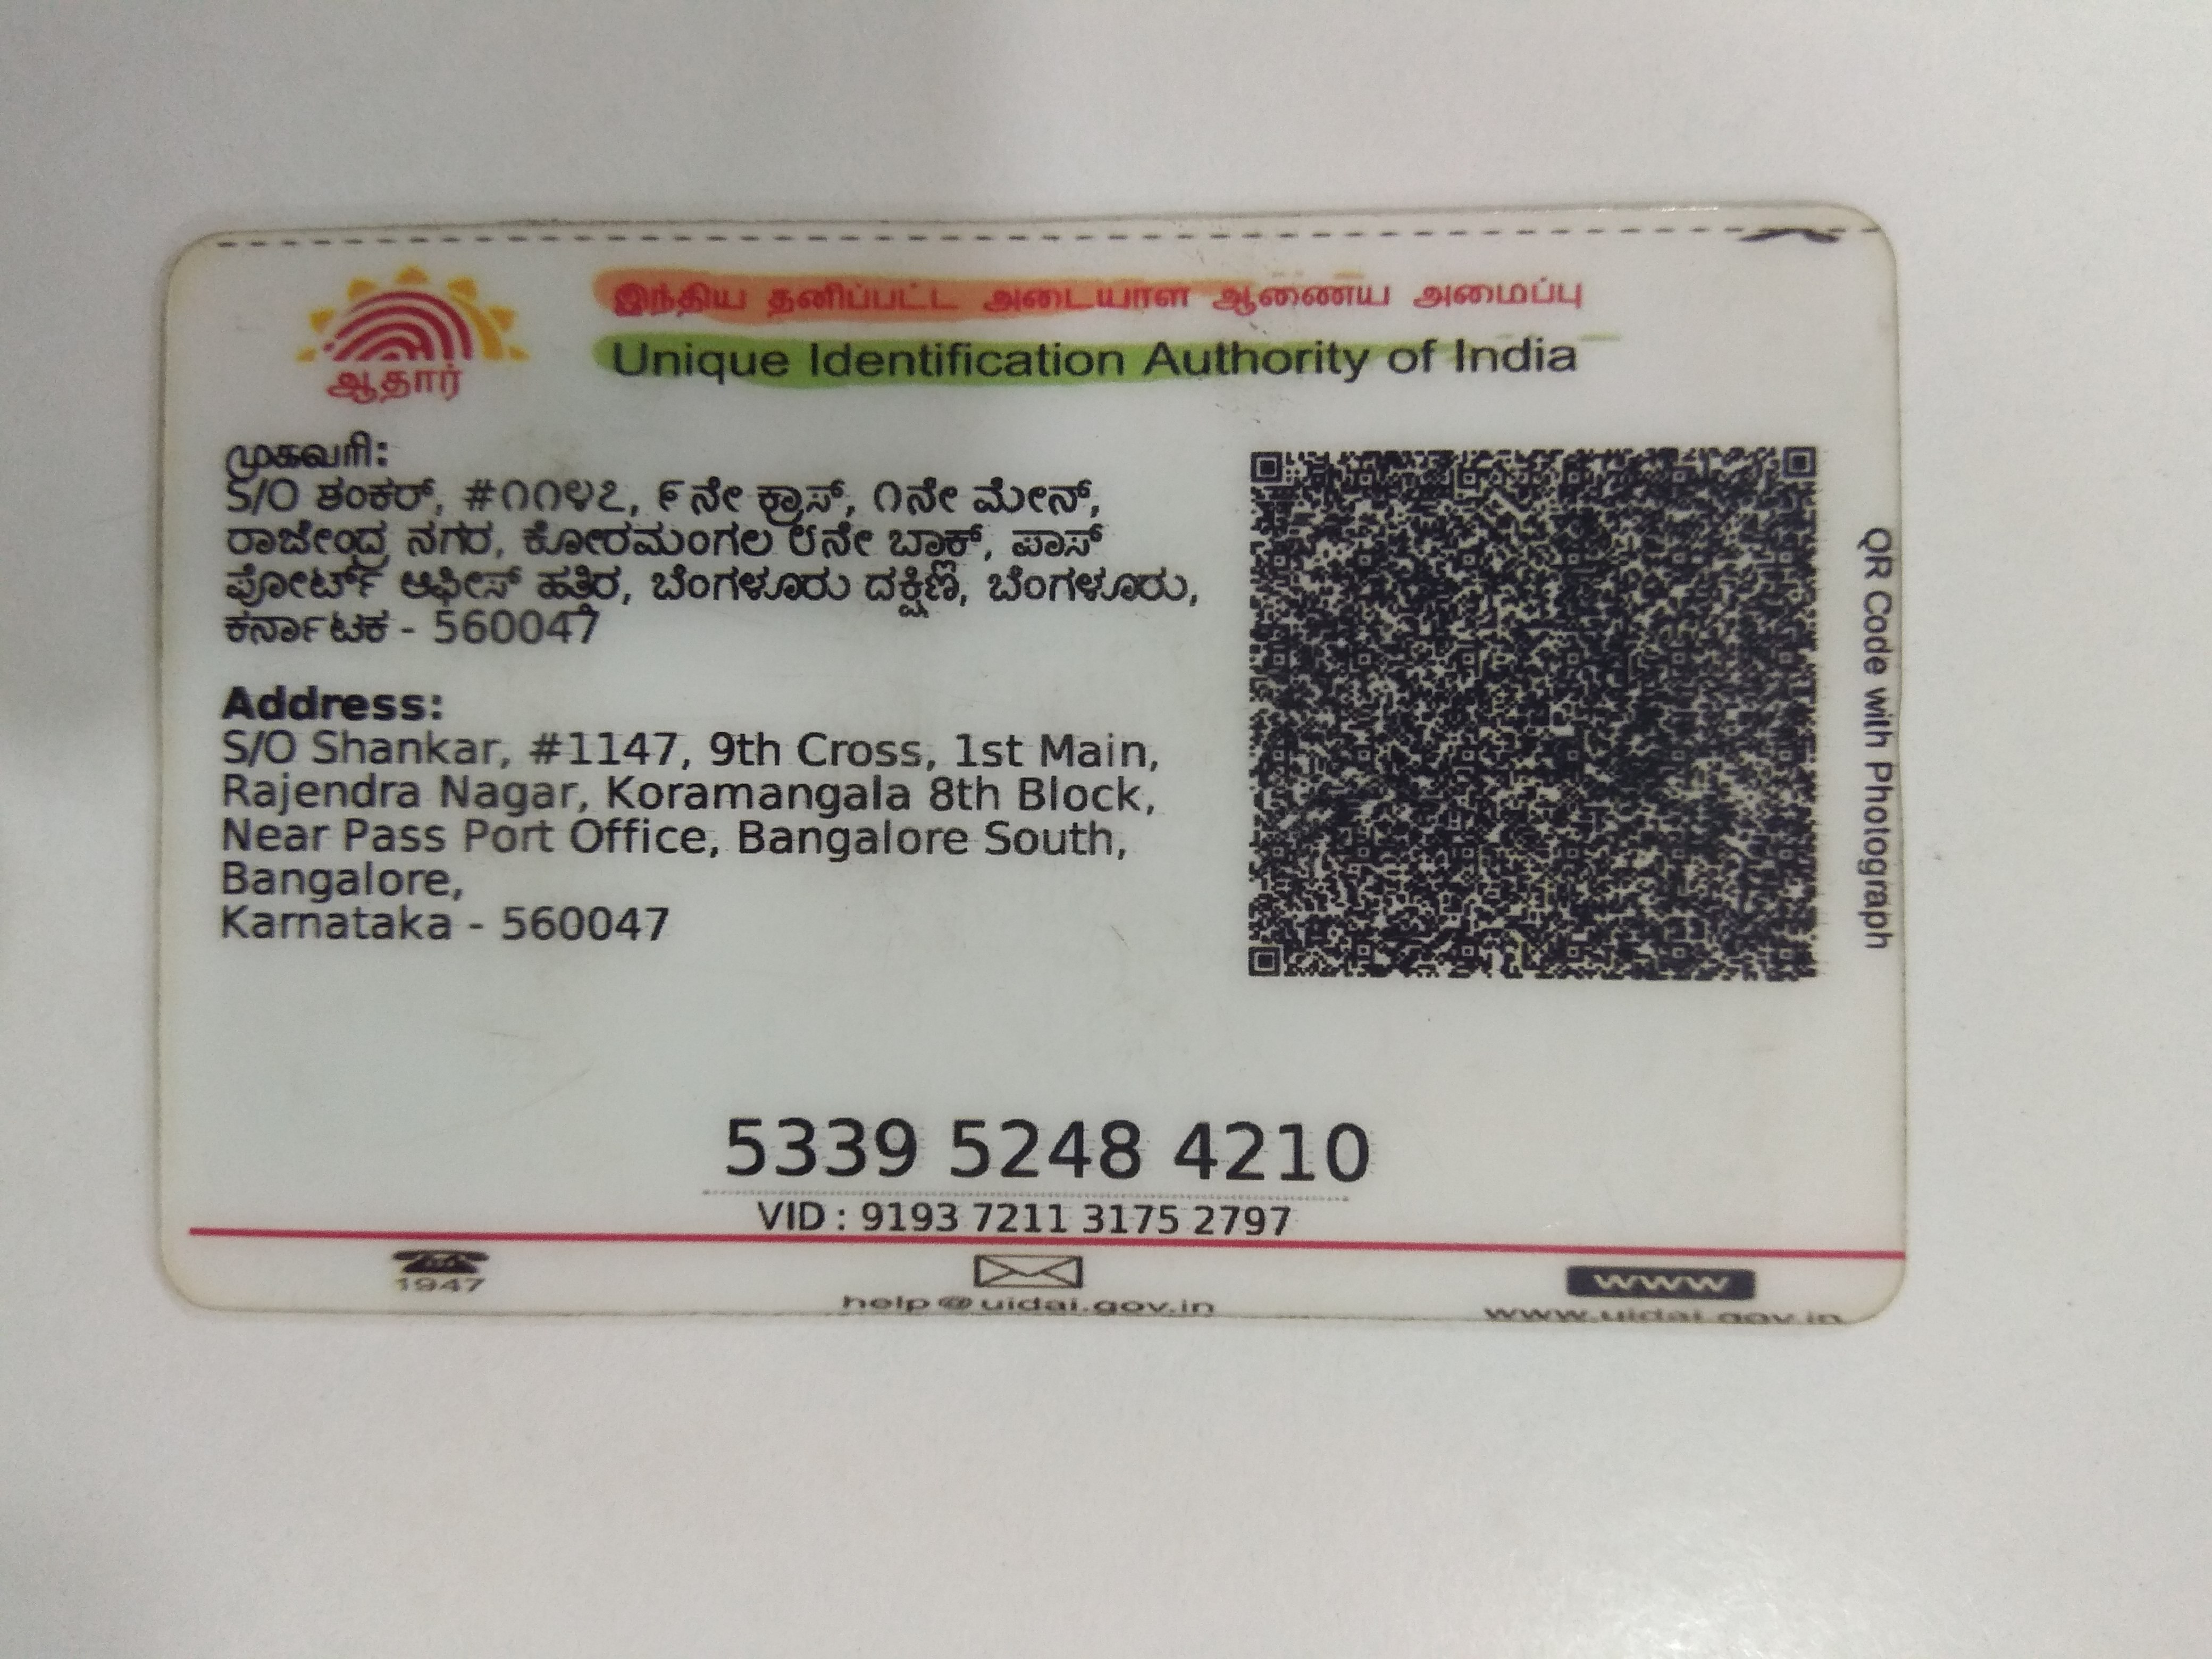 இந்திய தனிப்பட்ட அடையாள ஆணைய அமைப்பு
Unique Identification Authority of India
ஆதார்
முகவரி:
S/O ಶಂಕರ್, #೧೧೪೭, ೯ನೇ ಕ್ರಾಸ್, ೧ನೇ ಮೇನ್,
ರಾಜೇಂದ್ರ ನಗರ, ಕೋರಮಂಗಲ ೮ನೇ ಬ್ಲಾಕ್, ಪಾಸ್
ಪೋರ್ಟ್ ಆಫೀಸ್ ಹತ್ತಿರ, ಬೆಂಗಳೂರು ದಕ್ಷಿಣ, ಬೆಂಗಳೂರು,
ಕರ್ನಾಟಕ - 560047
Address:
S/O Shankar, #1147, 9th Cross, 1st Main,
Rajendra Nagar, Koramangala 8th Block,
Near Pass Port Office, Bangalore South,
Bangalore,
Karnataka - 560047
QR Code with Photograph
5339 5248 4210
VID : 9193 7211 3175 2797
1947
help@uidai.gov.in
www
www.uidai.gov.in